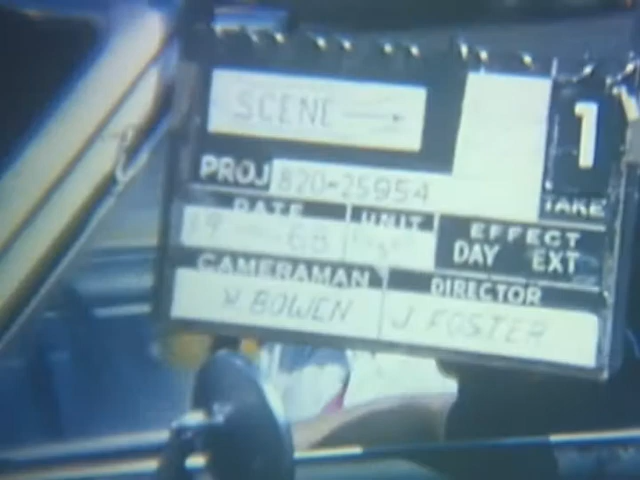 SCENE →
1
PROJ 820-25954
TAKE
DATE UNIT EFFECT
DAY EXT
CAMERAMAN DIRECTOR
W BOWEN J FOSTER